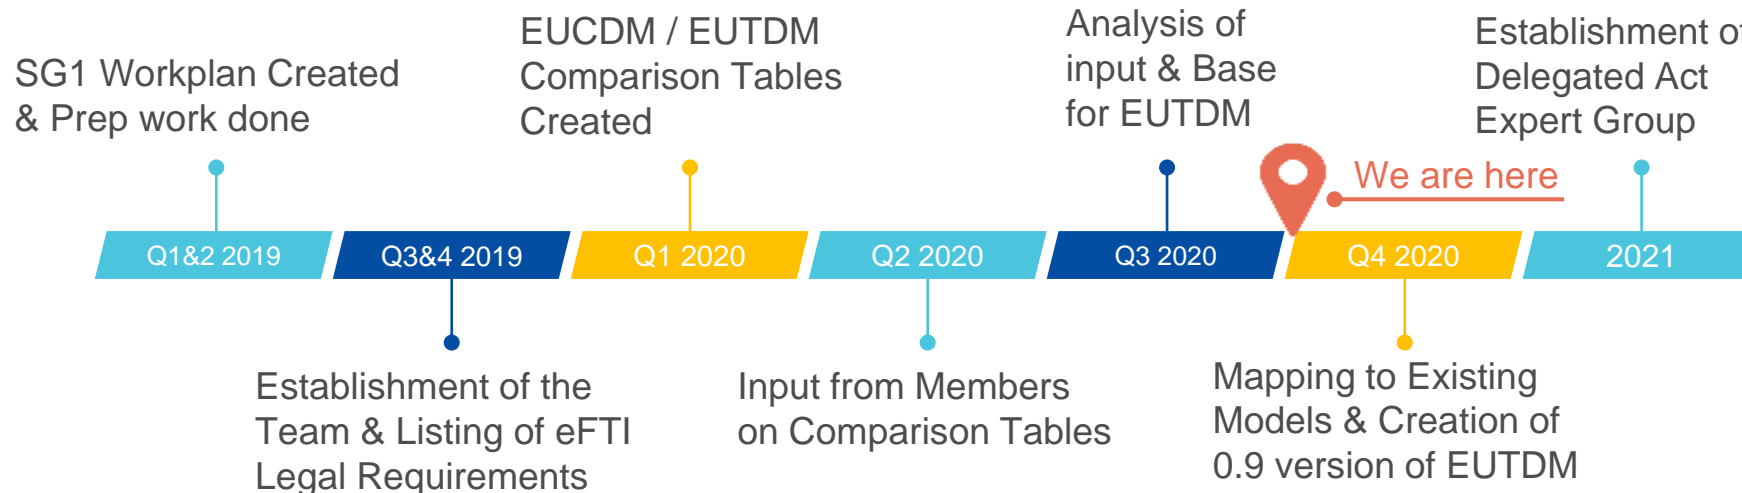 SG1 Workplan Created
& Prep work done
EUCDM / EUTDM
Comparison Tables
Created
Analysis of
input & Base
for EUTDM
Establishment of
Delegated Act
Expert Group
We are here
Q1&2 2019
Q3&4 2019
Q1 2020
Q2 2020
Q3 2020
Q4 2020
2021
Establishment of the
Team & Listing of eFTI
Legal Requirements
Input from Members
on Comparison Tables
Mapping to Existing
Models & Creation of
0.9 version of EUTDM